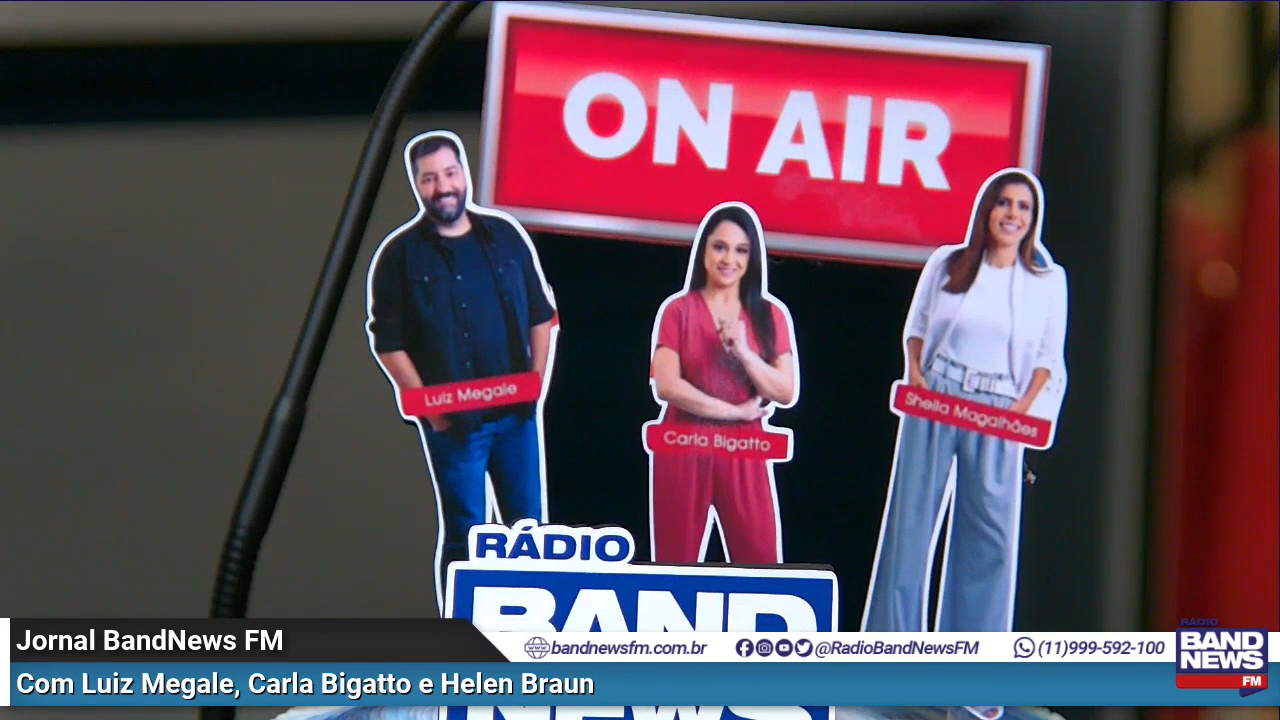 ON AIR
Luiz Megale
Carla Bigatto
Sheila Magalhães
RÁDIO
BAND
NEWS
Jornal BandNews FM
bandnewsfm.com.br
@RadioBandNewsFM
(11)999-592-100
Com Luiz Megale, Carla Bigatto e Helen Braun
RÁDIO
BAND
NEWS
FM